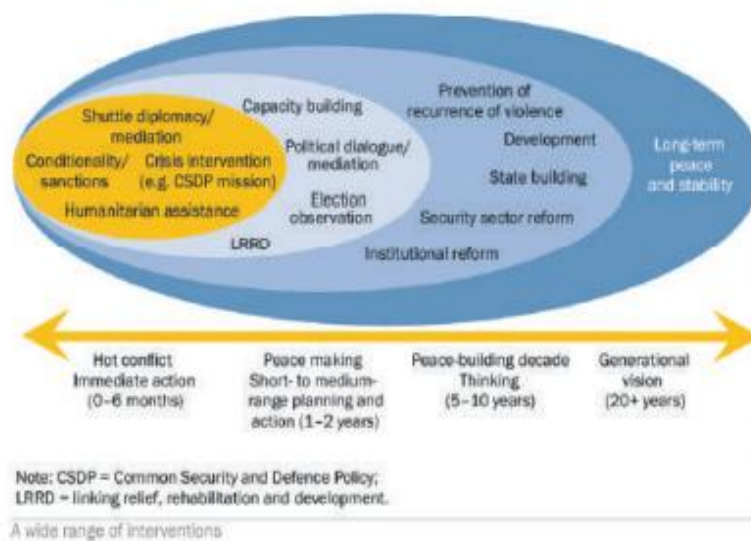 Shuttle diplomacy/
mediation
Conditionality/
sanctions
Crisis intervention
(e.g. CSDP mission)
Humanitarian assistance
Capacity building
Political dialogue/
mediation
Election
observation
LRRD
Prevention of
recurrence of violence
Development
State building
Security sector reform
Institutional reform
Long-term
peace
and stability
Hot conflict
Immediate action
(0–6 months)
Peace making
Short- to medium-
range planning and
action (1–2 years)
Peace-building decade
Thinking
(5–10 years)
Generational
vision
(20+ years)
Note: CSDP = Common Security and Defence Policy;
LRRD = linking relief, rehabilitation and development.
A wide range of interventions